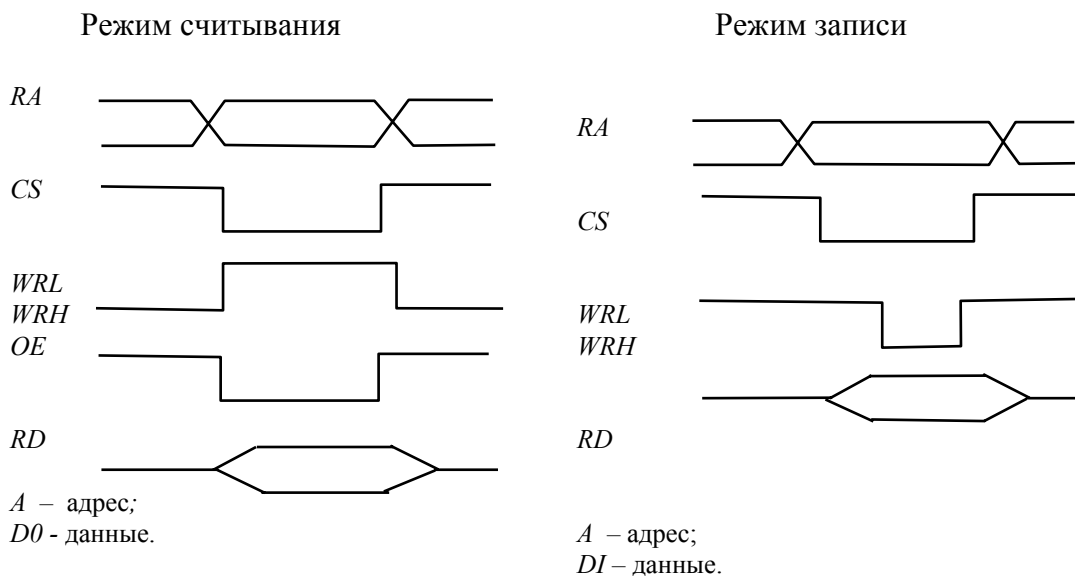 Режим считывания
RA
CS
WRL
WRH
OE
RD
A – адрес;
D0 - данные.
Режим записи
RA
CS
WRL
WRH
RD
A – адрес;
DI – данные.